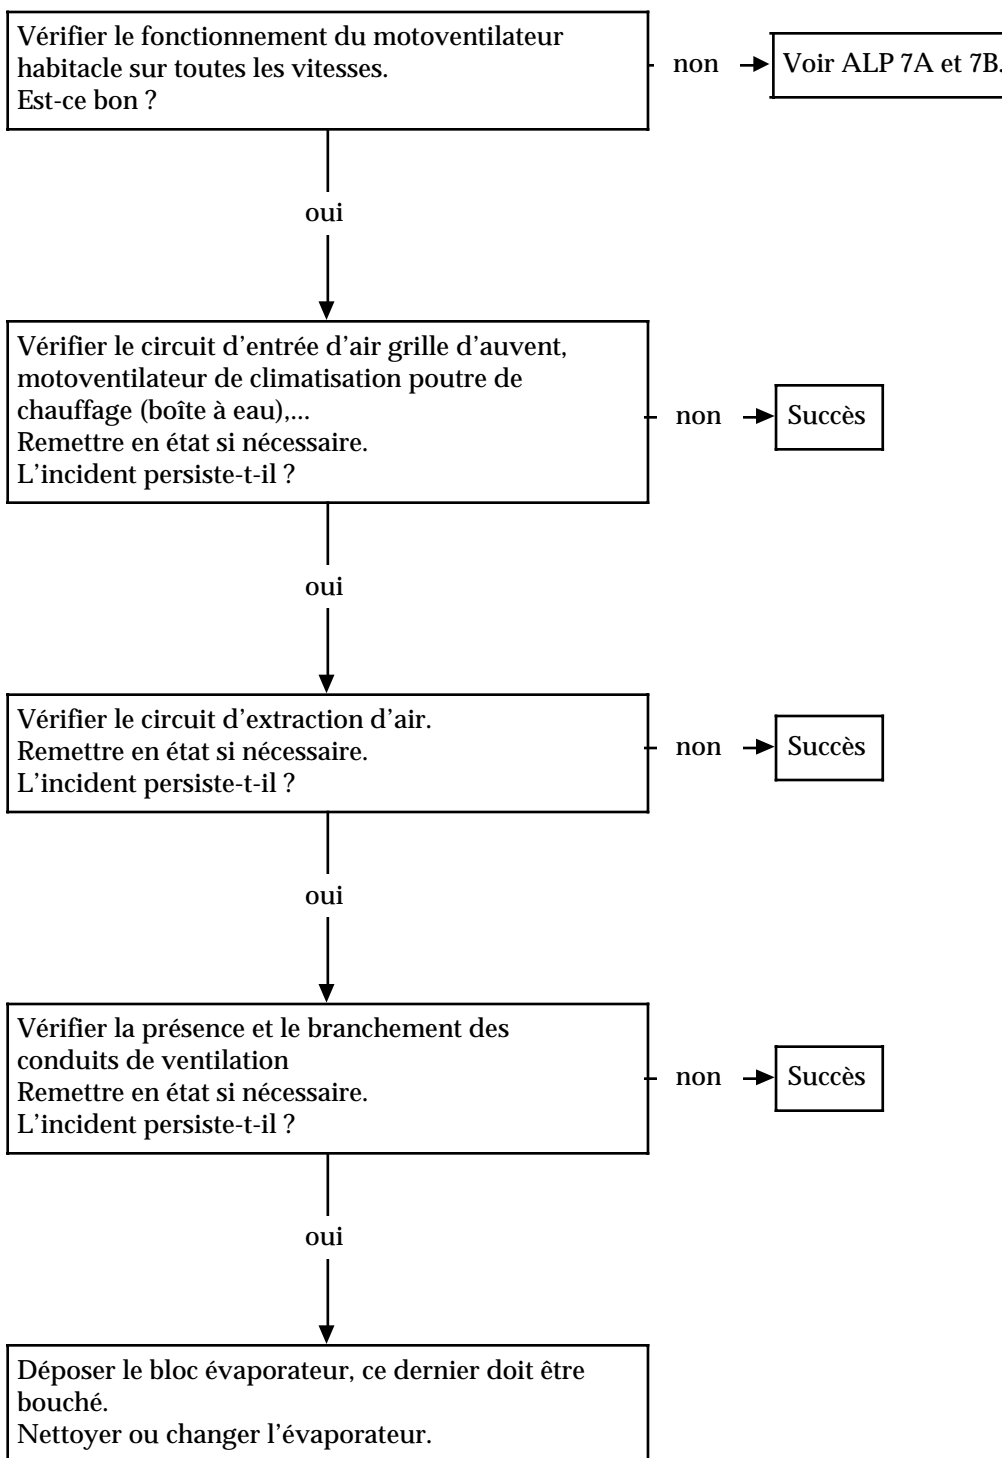 Vérifier le fonctionnement du motoventilateur
habitacle sur toutes les vitesses.
Est-ce bon ?
non
Voir ALP 7A et 7B.
oui
Vérifier le circuit d'entrée d'air grille d'auvent,
motoventilateur de climatisation poutre de
chauffage (boîte à eau),...
Remettre en état si nécessaire.
L'incident persiste-t-il ?
non
Succès
oui
Vérifier le circuit d'extraction d'air.
Remettre en état si nécessaire.
L'incident persiste-t-il ?
non
Succès
oui
Vérifier la présence et le branchement des
conduits de ventilation
Remettre en état si nécessaire.
L'incident persiste-t-il ?
non
Succès
oui
Déposer le bloc évaporateur, ce dernier doit être
bouché.
Nettoyer ou changer l'évaporateur.